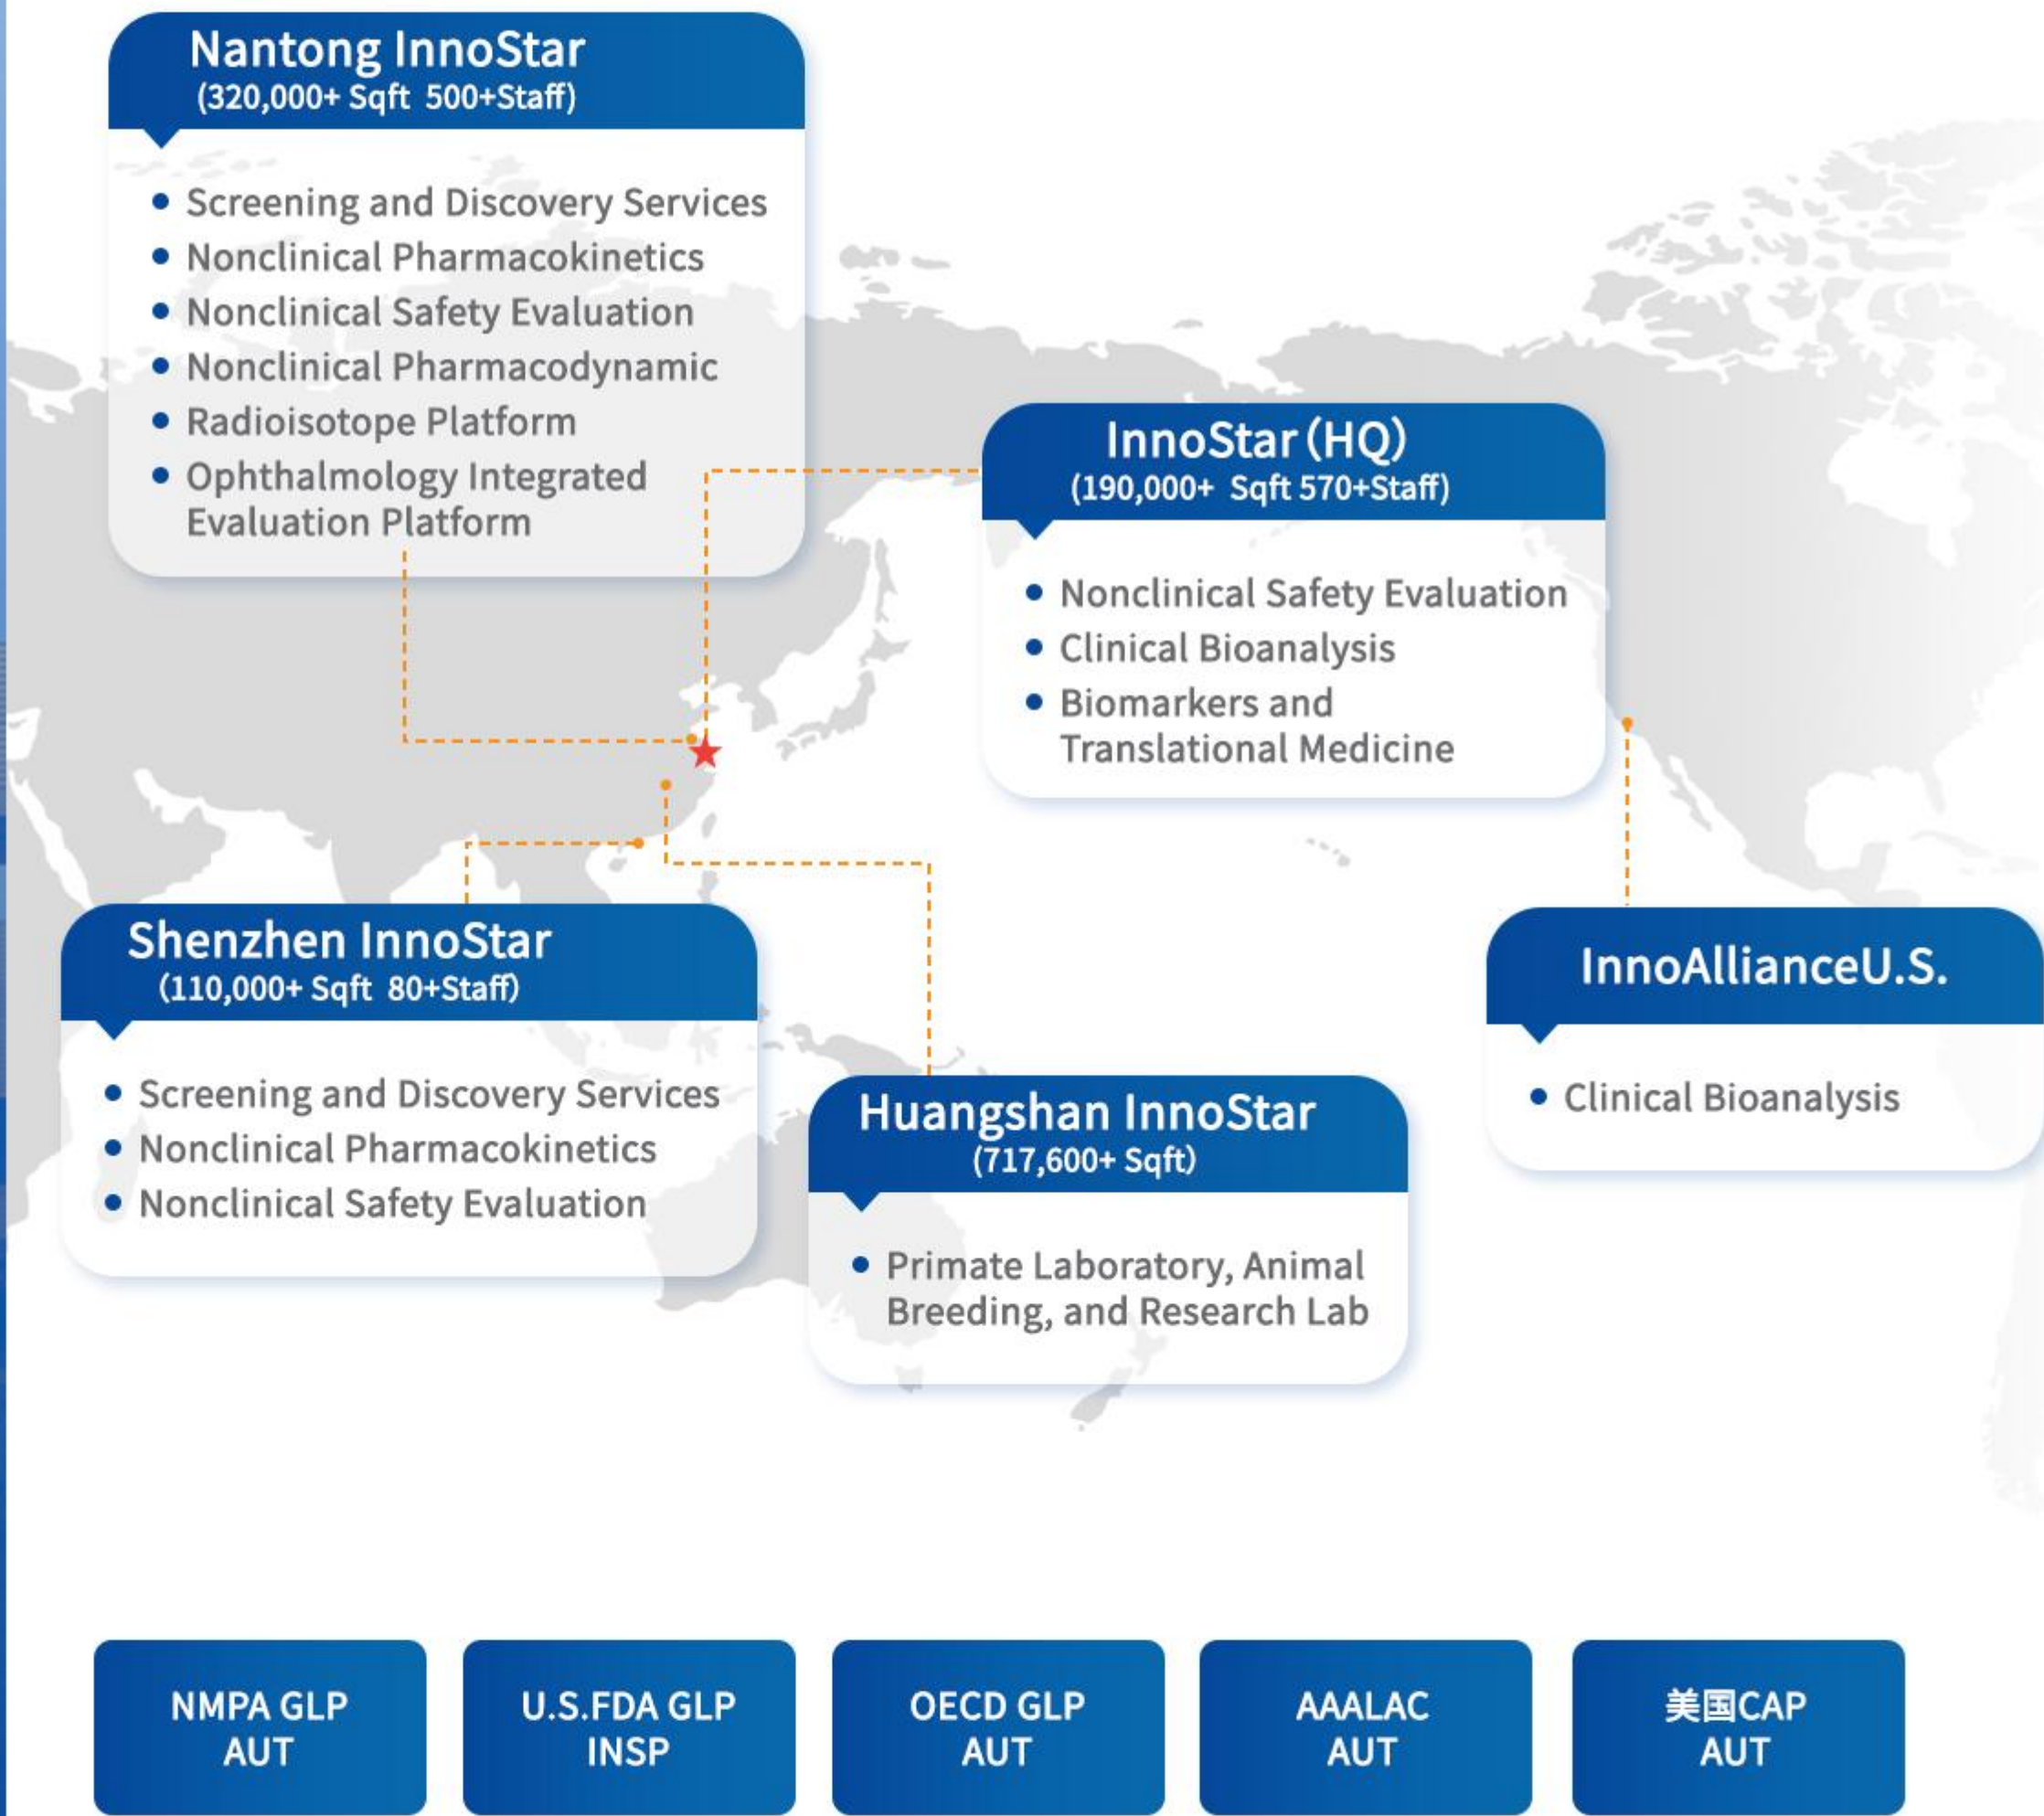 Nantong InnoStar
(320,000+ Sqft 500+Staff)
Screening and Discovery Services
Nonclinical Pharmacokinetics
Nonclinical Safety Evaluation
Nonclinical Pharmacodynamic
Radioisotope Platform
Ophthalmology Integrated
Evaluation Platform
InnoStar（HQ）
(190,000+ Sqft 570+Staff)
Nonclinical Safety Evaluation
Clinical Bioanalysis
Biomarkers and
Translational Medicine
Shenzhen InnoStar
(110,000+ Sqft 80+Staff)
Screening and Discovery Services
Nonclinical Pharmacokinetics
Nonclinical Safety Evaluation
Huangshan InnoStar
(717,600+ Sqft)
Primate Laboratory, Animal
Breeding, and Research Lab
InnoAllianceU.S.
Clinical Bioanalysis
NMPA GLP
AUT
U.S.FDA GLP
INSP
OECD GLP
AUT
AAALAC
AUT
美国CAP
AUT